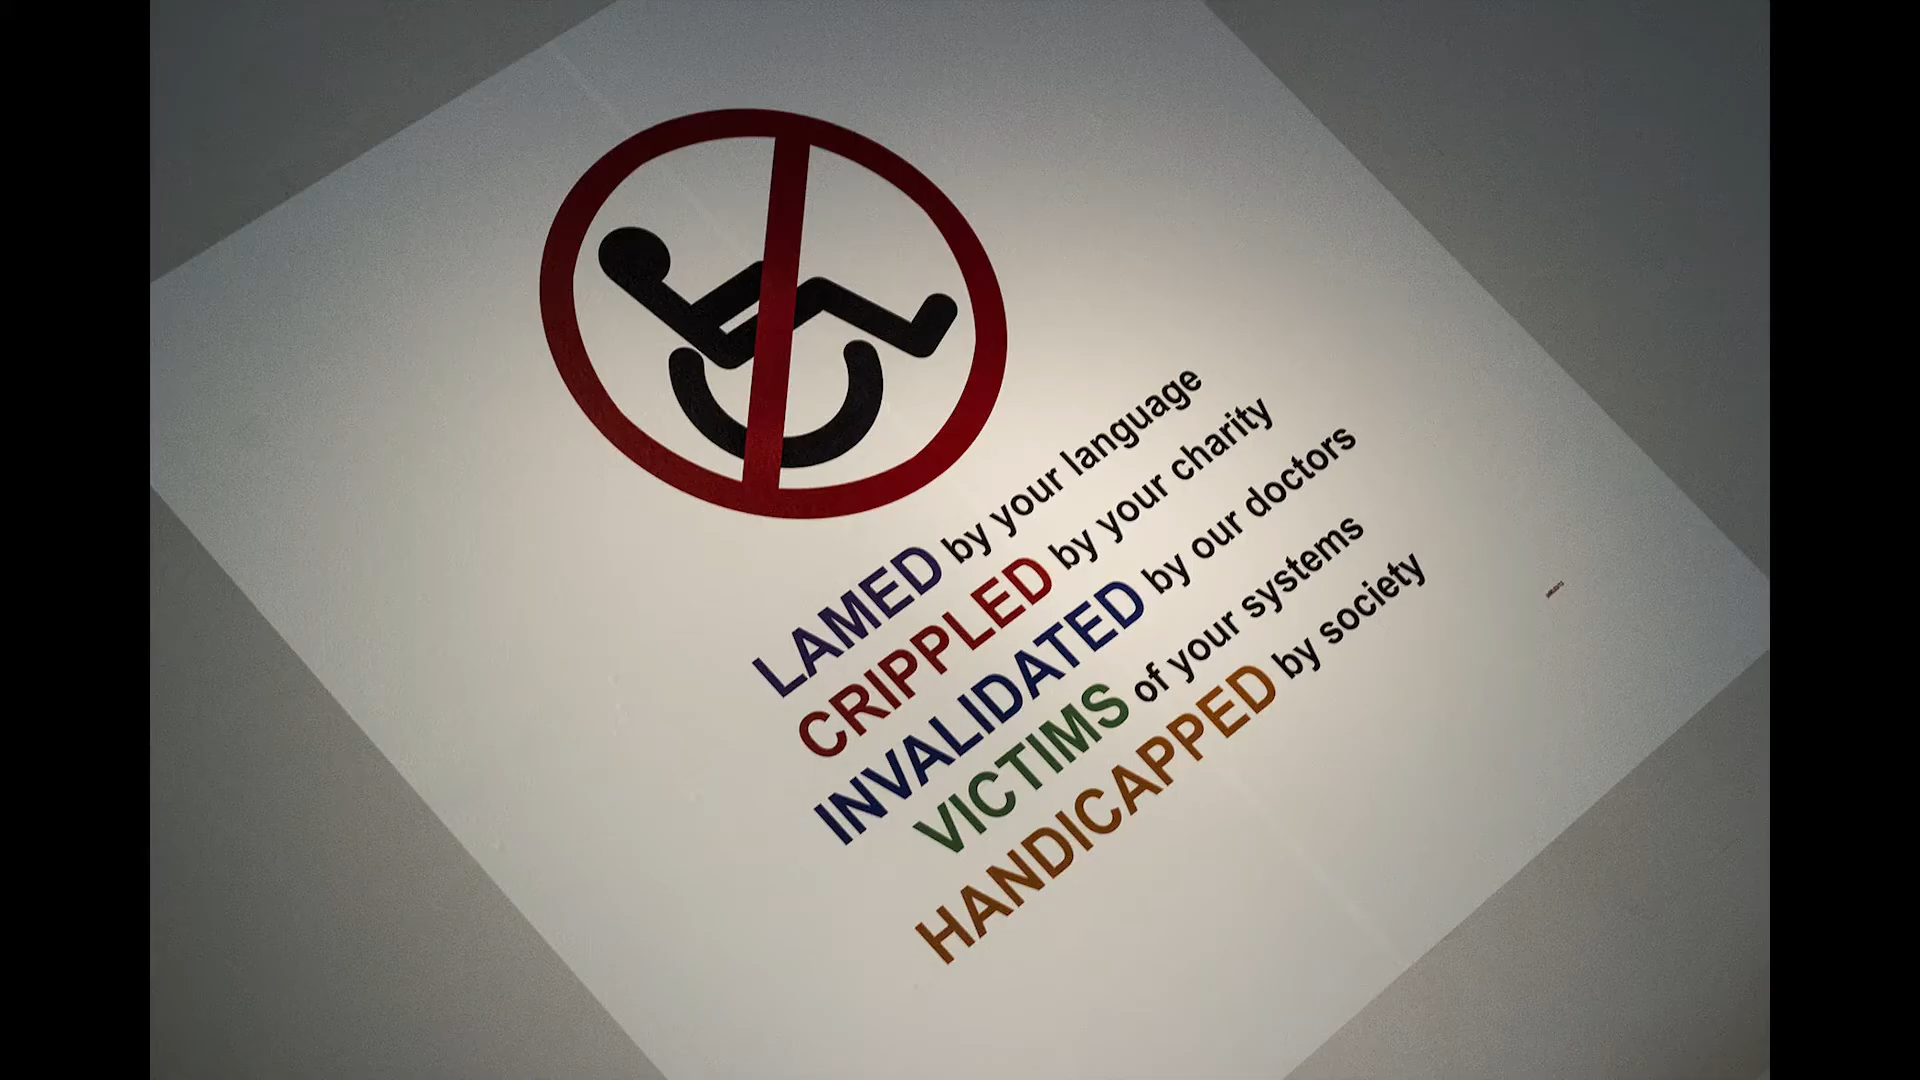 LAMED by your language
CRIPPLED by your charity
INVALIDATED by our doctors
VICTIMS of your systems
HANDICAPPED by society